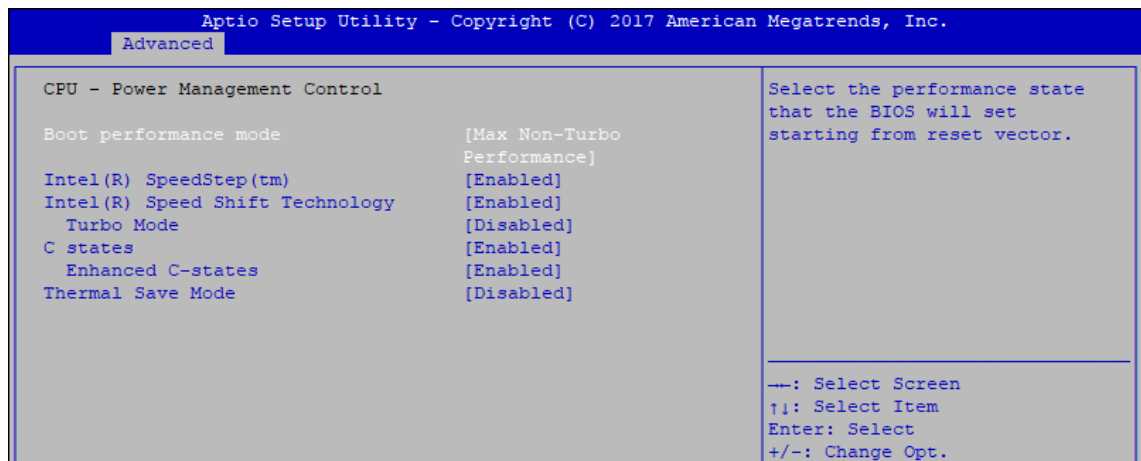 Aptio Setup Utility - Copyright (C) 2017 American Megatrends, Inc.
Advanced
CPU - Power Management Control
Boot performance mode [Max Non-Turbo
Performance]
Intel(R) SpeedStep(tm) [Enabled]
Intel(R) Speed Shift Technology [Enabled]
Turbo Mode [Disabled]
C states [Enabled]
Enhanced C-states [Enabled]
Thermal Save Mode [Disabled]
Select the performance state
that the BIOS will set
starting from reset vector.
→←: Select Screen
↑↓: Select Item
Enter: Select
+/-: Change Opt.